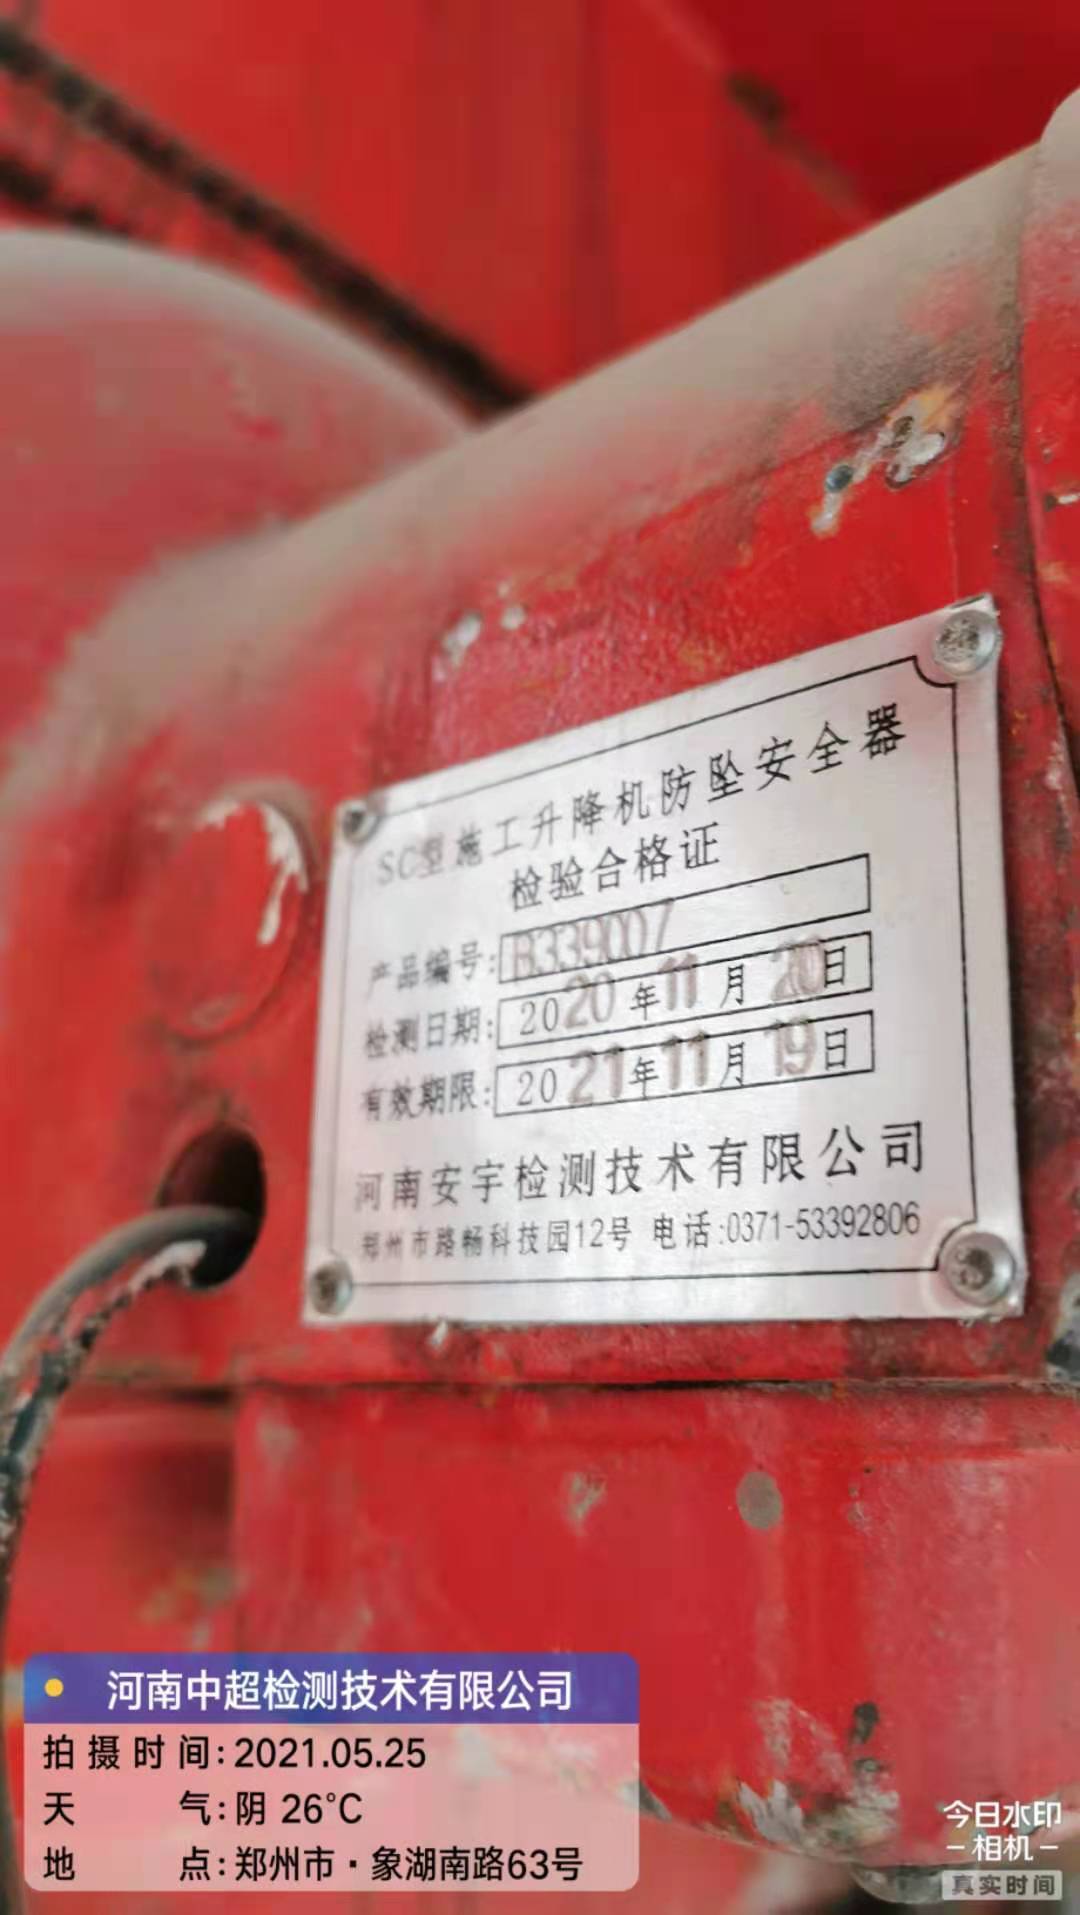 SC型施工升降机防坠安全器
检验合格证
产品编号: B339007
检测日期: 2020年11月20日
有效期限: 2021年11月19日
河南安宇检测技术有限公司
郑州市路畅科技园12号 电话:0371-53392806
河南中超检测技术有限公司
拍摄时间: 2021.05.25
天气: 阴 26℃
地点: 郑州市·象湖南路63号
今日水印
-相机-
真实时间